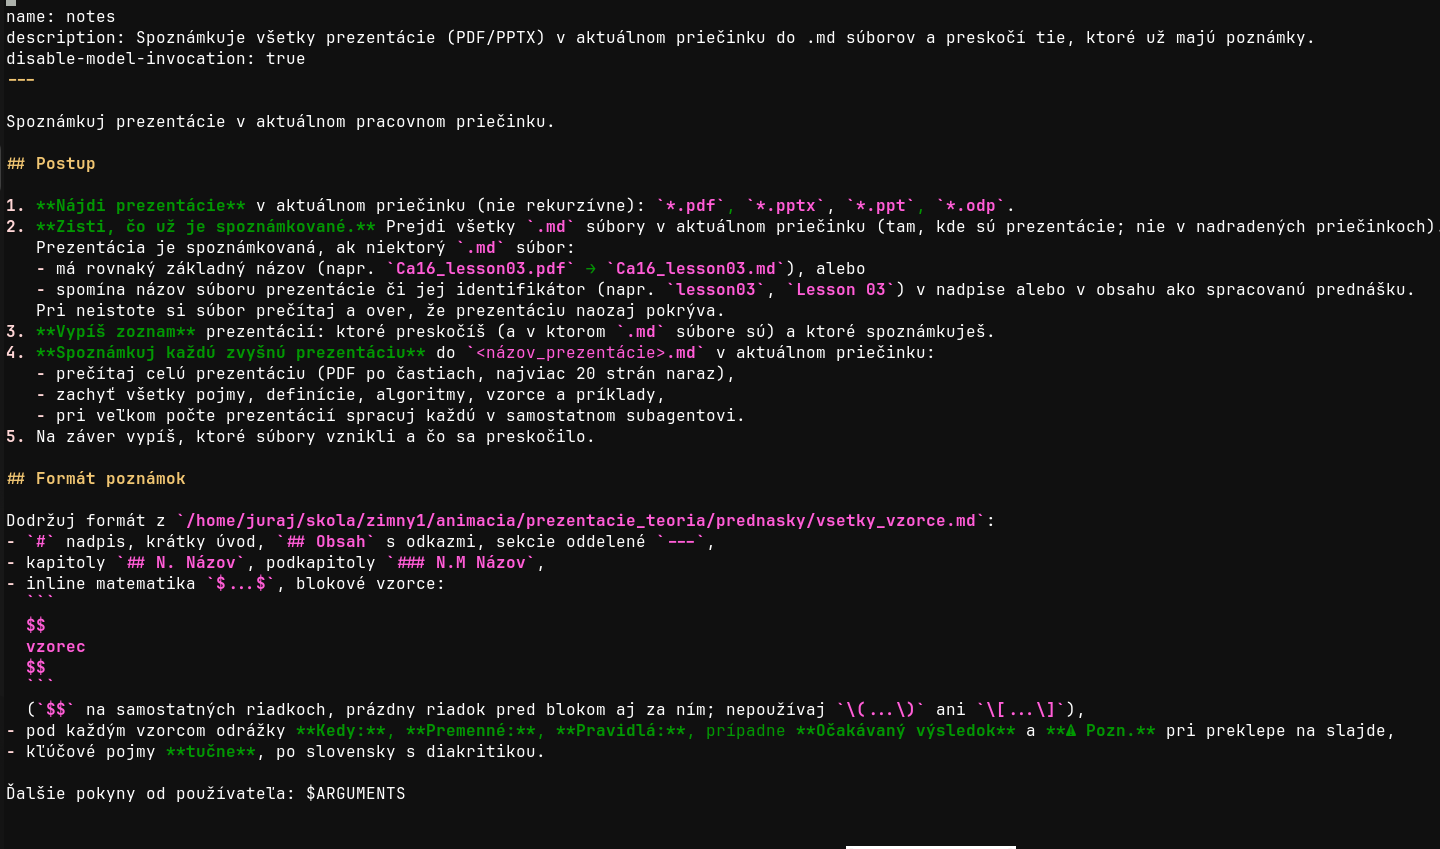 name: notes
description: Spoznámkuje všetky prezentácie (PDF/PPTX) v aktuálnom priečinku do .md súborov a preskočí tie, ktoré už majú poznámky.
disable-model-invocation: true
---
Spoznámkuj prezentácie v aktuálnom pracovnom priečinku.
## Postup
1. **Nájdi prezentácie** v aktuálnom priečinku (nie rekurzívne): `*.pdf`, `*.pptx`, `*.ppt`, `*.odp`.
2. **Zisti, čo už je spoznámkované.** Prejdi všetky `.md` súbory v aktuálnom priečinku (tam, kde sú prezentácie; nie v nadradených priečinkoch).
   Prezentácia je spoznámkovaná, ak niektorý `.md` súbor:
   - má rovnaký základný názov (napr. `Ca16_lesson03.pdf` → `Ca16_lesson03.md`), alebo
   - spomína názov súboru prezentácie či jej identifikátor (napr. `lesson03`, `Lesson 03`) v nadpise alebo v obsahu ako spracovanú prednášku.
   Pri neistote si súbor prečítaj a over, že prezentáciu naozaj pokrýva.
3. **Vypíš zoznam** prezentácií: ktoré preskočíš (a v ktorom `.md` súbore sú) a ktoré spoznámkuješ.
4. **Spoznámkuj každú zvyšnú prezentáciu** do `<názov_prezentácie>.md` v aktuálnom priečinku:
   - prečítaj celú prezentáciu (PDF po častiach, najviac 20 strán naraz),
   - zachyť všetky pojmy, definície, algoritmy, vzorce a príklady,
   - pri veľkom počte prezentácií spracuj každú v samostatnom subagentovi.
5. Na záver vypíš, ktoré súbory vznikli a čo sa preskočilo.
## Formát poznámok
Dodržuj formát z `/home/juraj/skola/zimny1/animacia/prezentacie_teoria/prednasky/vsetky_vzorce.md`:
- `#` nadpis, krátky úvod, `## Obsah` s odkazmi, sekcie oddelené `---`,
- kapitoly `## N. Názov`, podkapitoly `### N.M Názov`,
- inline matematika `$...$`, blokové vzorce:
  ```
  $$
  vzorec
  $$
  ```
  (`$$` na samostatných riadkoch, prázdny riadok pred blokom aj za ním; nepoužívaj `\(...\)` ani `\[...\]`),
- pod každým vzorcom odrážky **Kedy:**, **Premenné:**, **Pravidlá:**, prípadne **Očakávaný výsledok** a **⚠ Pozn.** pri preklepe na slajde,
- kľúčové pojmy **tučne**, po slovensky s diakritikou.
Ďalšie pokyny od používateľa: $ARGUMENTS